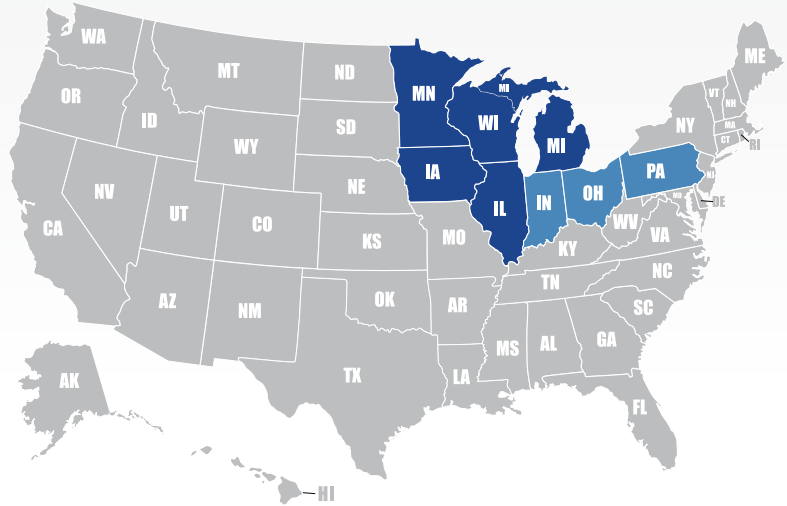 WA
MT
ND
MN
MI
ME
OR
ID
SD
WI
MI
NY
VT
NH
MA
CT
RI
WY
IA
PA
NJ
NV
NE
IL
IN
OH
MD
DE
UT
CO
KS
MO
KY
WV
VA
CA
AZ
NM
OK
AR
TN
NC
SC
TX
LA
MS
AL
GA
AK
FL
HI